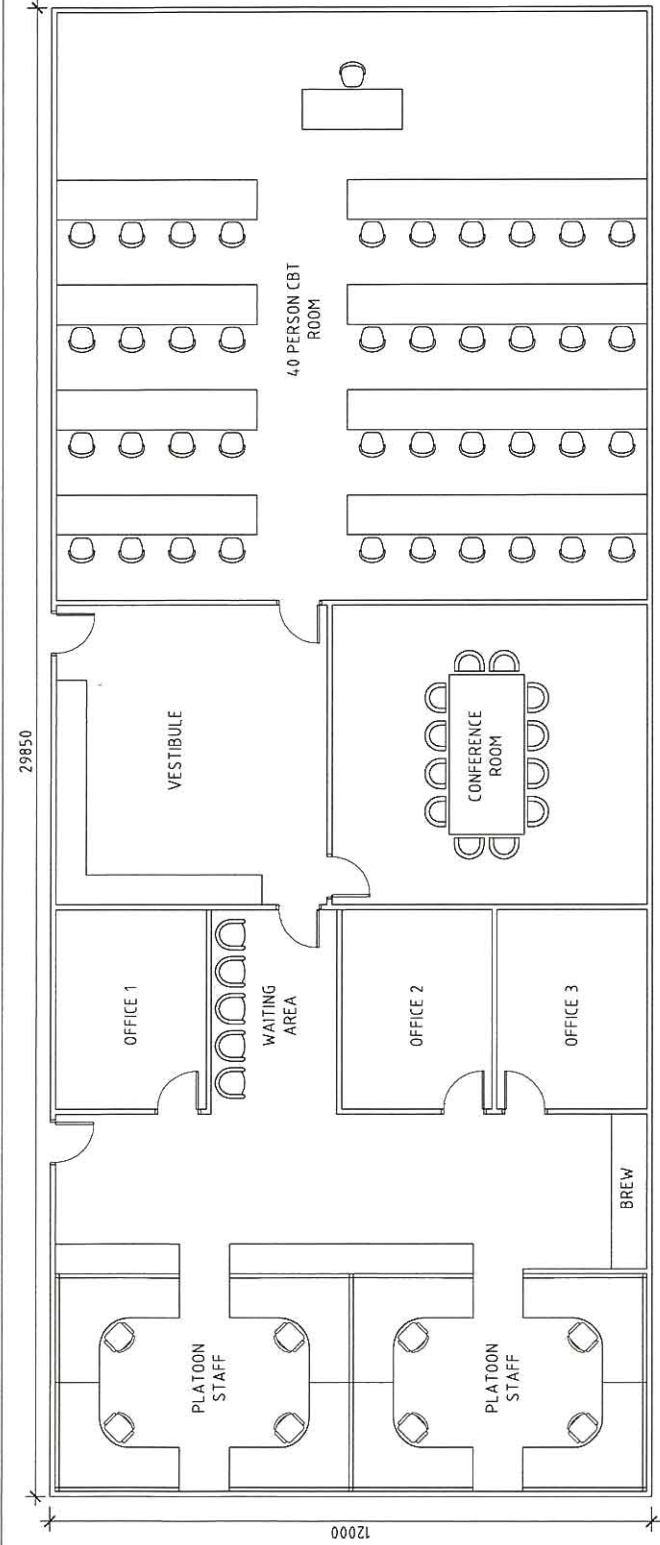 29850
12000
40 PERSON CBT
ROOM
VESTIBULE
CONFERENCE
ROOM
OFFICE 1
WAITING
AREA
OFFICE 2
OFFICE 3
BREW
PLATOON
STAFF
PLATOON
STAFF